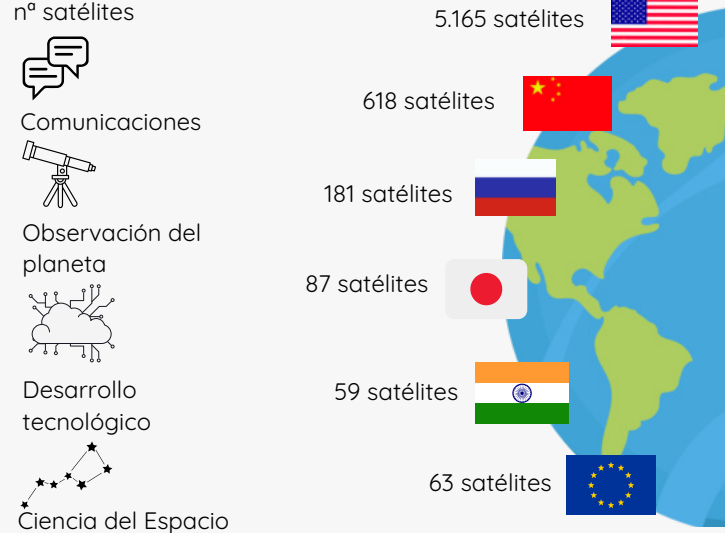 nª satélites
Comunicaciones
Observación del
planeta
Desarrollo
tecnológico
Ciencia del Espacio
5.165 satélites
618 satélites
181 satélites
87 satélites
59 satélites
63 satélites